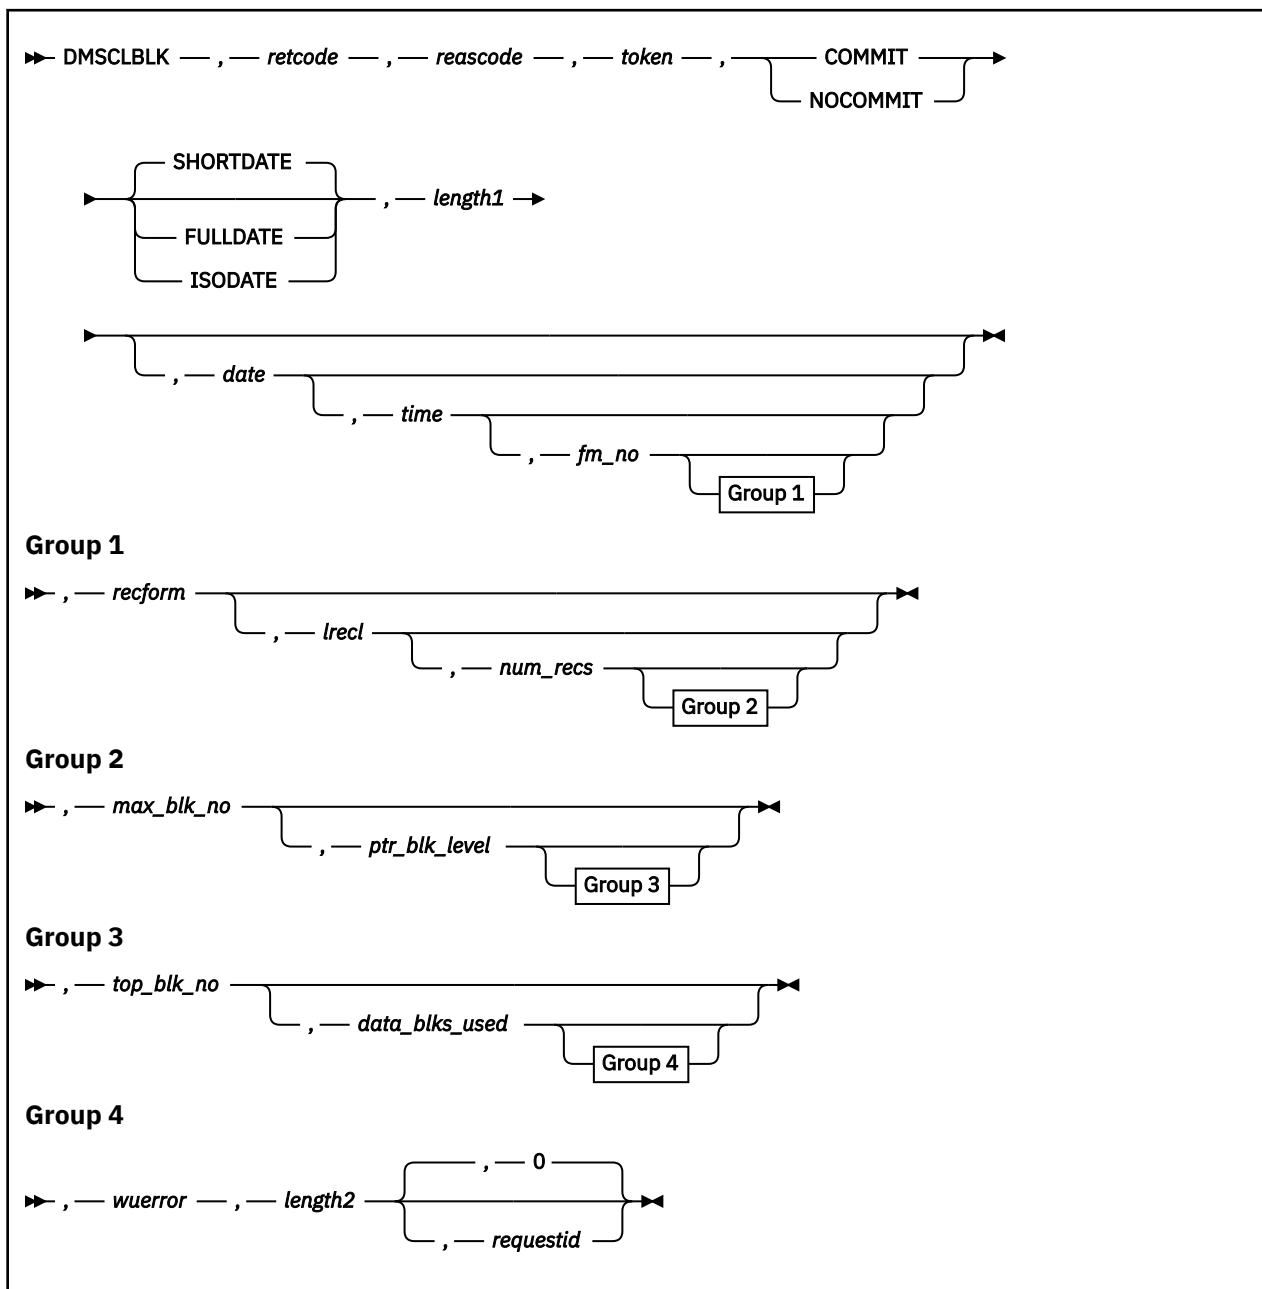 DMSCLBLK , retcode , reascode , token , COMMIT
NOCOMMIT
SHORTDATE
, length1
FULLDATE
ISODATE
, date
, time
, fm_no
Group 1
Group 1
, recform
, lrecl
, num_recs
Group 2
Group 2
, max_blk_no
, ptr_blk_level
Group 3
Group 3
, top_blk_no
, data_blks_used
Group 4
Group 4
, 0
, wuerror , length2
, requestid